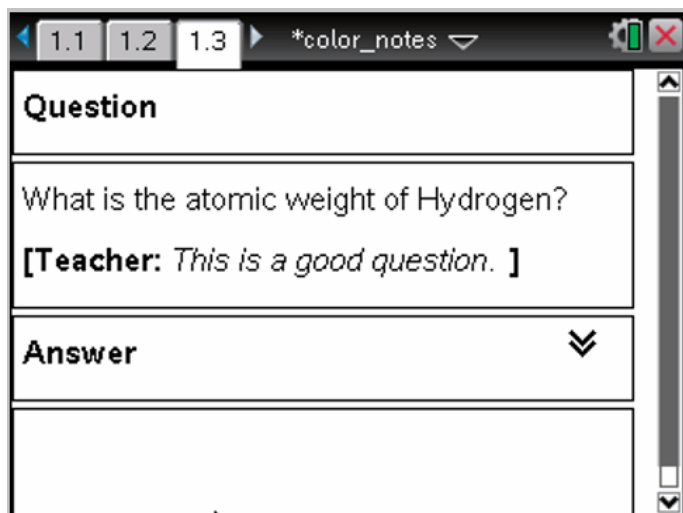 1.1 1.2 1.3 *color_notes
Question
What is the atomic weight of Hydrogen?
[Teacher: This is a good question. ]
Answer